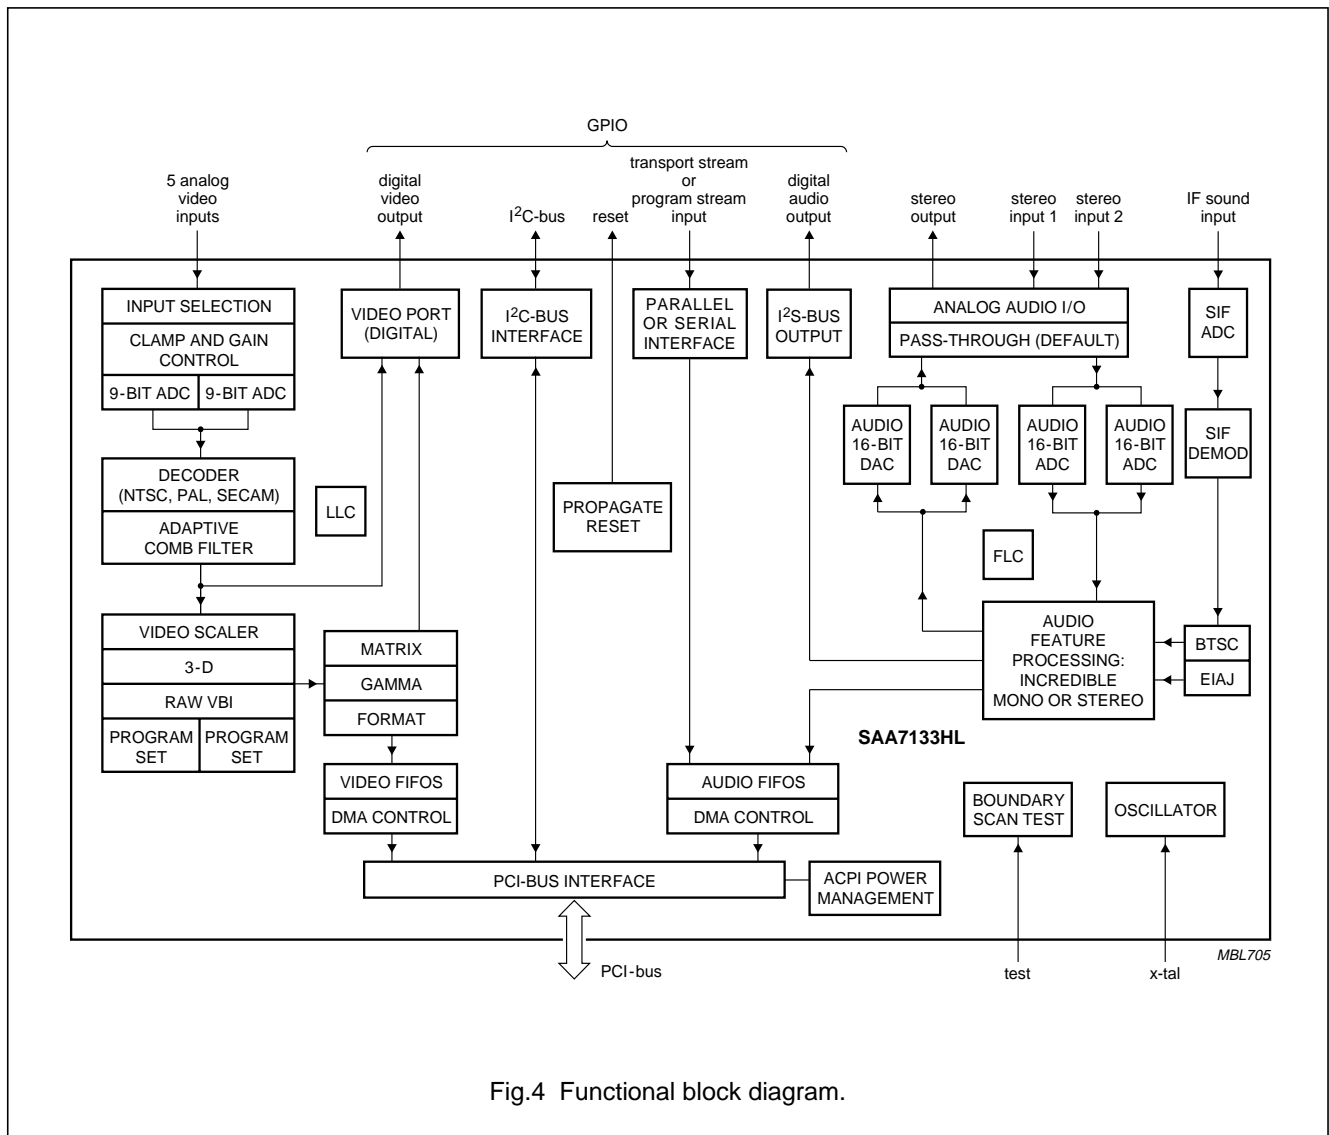 GPIO
5 analog
video
inputs
digital
video
output
I2C-bus
reset
transport stream
or
program stream
input
digital
audio
output
stereo
output
stereo
input 1
stereo
input 2
IF sound
input
INPUT SELECTION
CLAMP AND GAIN
CONTROL
9-BIT ADC
9-BIT ADC
DECODER
(NTSC, PAL, SECAM)
ADAPTIVE
COMB FILTER
LLC
VIDEO SCALER
3-D
RAW VBI
PROGRAM
SET
PROGRAM
SET
VIDEO PORT
(DIGITAL)
MATRIX
GAMMA
FORMAT
VIDEO FIFOS
DMA CONTROL
I2C-BUS
INTERFACE
PROPAGATE
RESET
PARALLEL
OR SERIAL
INTERFACE
I2S-BUS
OUTPUT
ANALOG AUDIO I/O
PASS-THROUGH (DEFAULT)
AUDIO
16-BIT
DAC
AUDIO
16-BIT
DAC
AUDIO
16-BIT
ADC
AUDIO
16-BIT
ADC
SIF
ADC
SIF
DEMOD
FLC
AUDIO
FEATURE
PROCESSING:
INCREDIBLE
MONO OR STEREO
BTSC
EIAJ
SAA7133HL
AUDIO FIFOS
DMA CONTROL
BOUNDARY
SCAN TEST
OSCILLATOR
PCI-BUS INTERFACE
ACPI POWER
MANAGEMENT
PCI-bus
test
x-tal
MBL705
Fig.4 Functional block diagram.